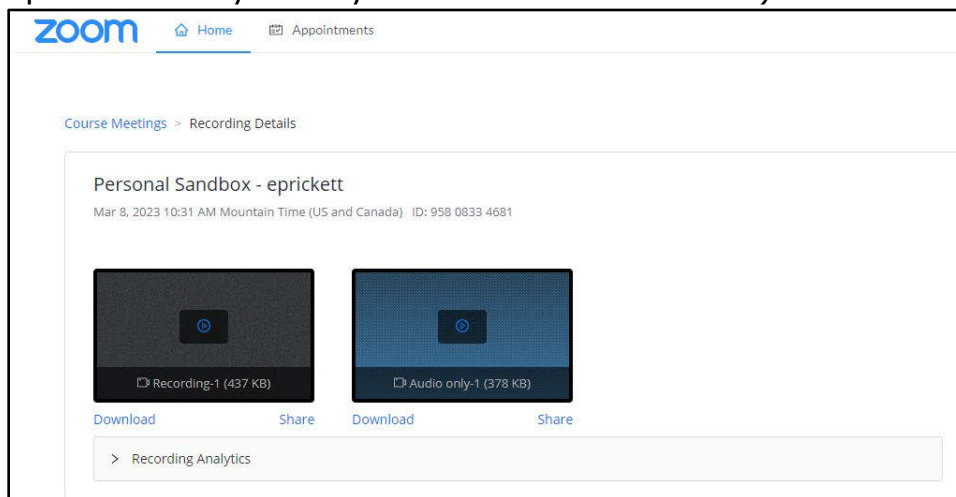 zoom Home Appointments
Course Meetings > Recording Details
Personal Sandbox - eprickett
Mar 8, 2023 10:31 AM Mountain Time (US and Canada) ID: 958 0833 4681
Recording-1 (437 KB) Audio only-1 (378 KB)
Download Share Download Share
> Recording Analytics